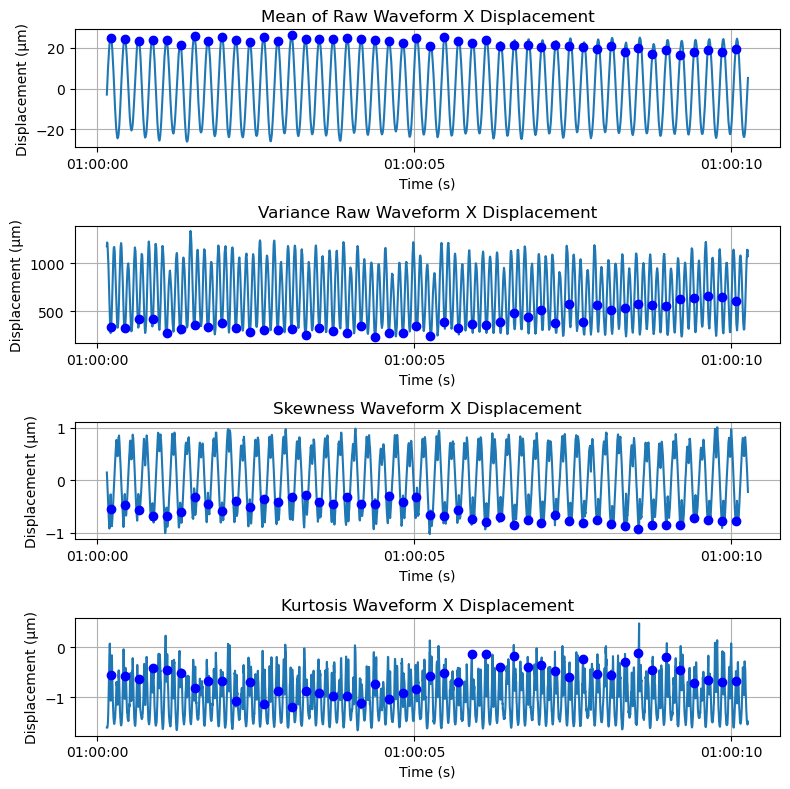 Mean of Raw Waveform X Displacement
Displacement (μm)
20
0
−20
01:00:00
01:00:05
01:00:10
Time (s)
Variance Raw Waveform X Displacement
Displacement (μm)
1000
500
01:00:00
01:00:05
01:00:10
Time (s)
Skewness Waveform X Displacement
Displacement (μm)
1
0
−1
01:00:00
01:00:05
01:00:10
Time (s)
Kurtosis Waveform X Displacement
Displacement (μm)
0
−1
01:00:00
01:00:05
01:00:10
Time (s)